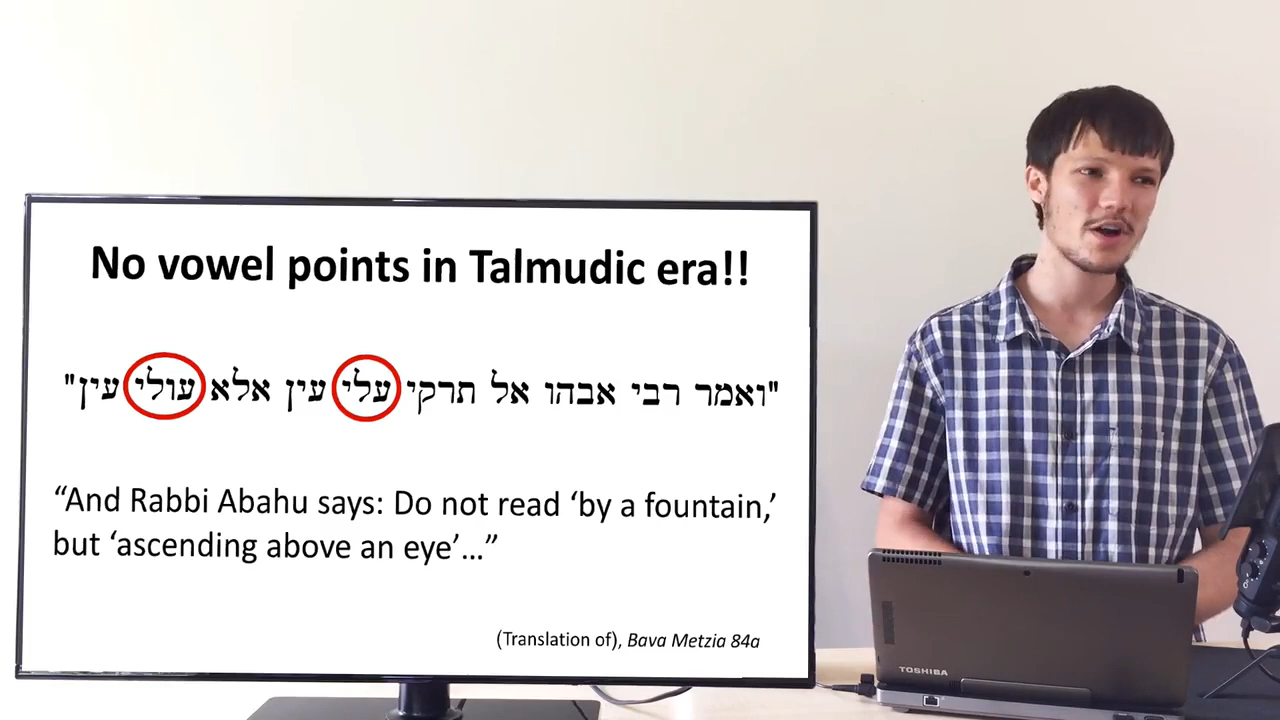 No vowel points in Talmudic era!!
"ואמר רבי אבהו אל תרקי עלי עין אלא עולי עין"
“And Rabbi Abahu says: Do not read ‘by a fountain,’
but ‘ascending above an eye’…”
(Translation of), Bava Metzia 84a
TOSHIBA